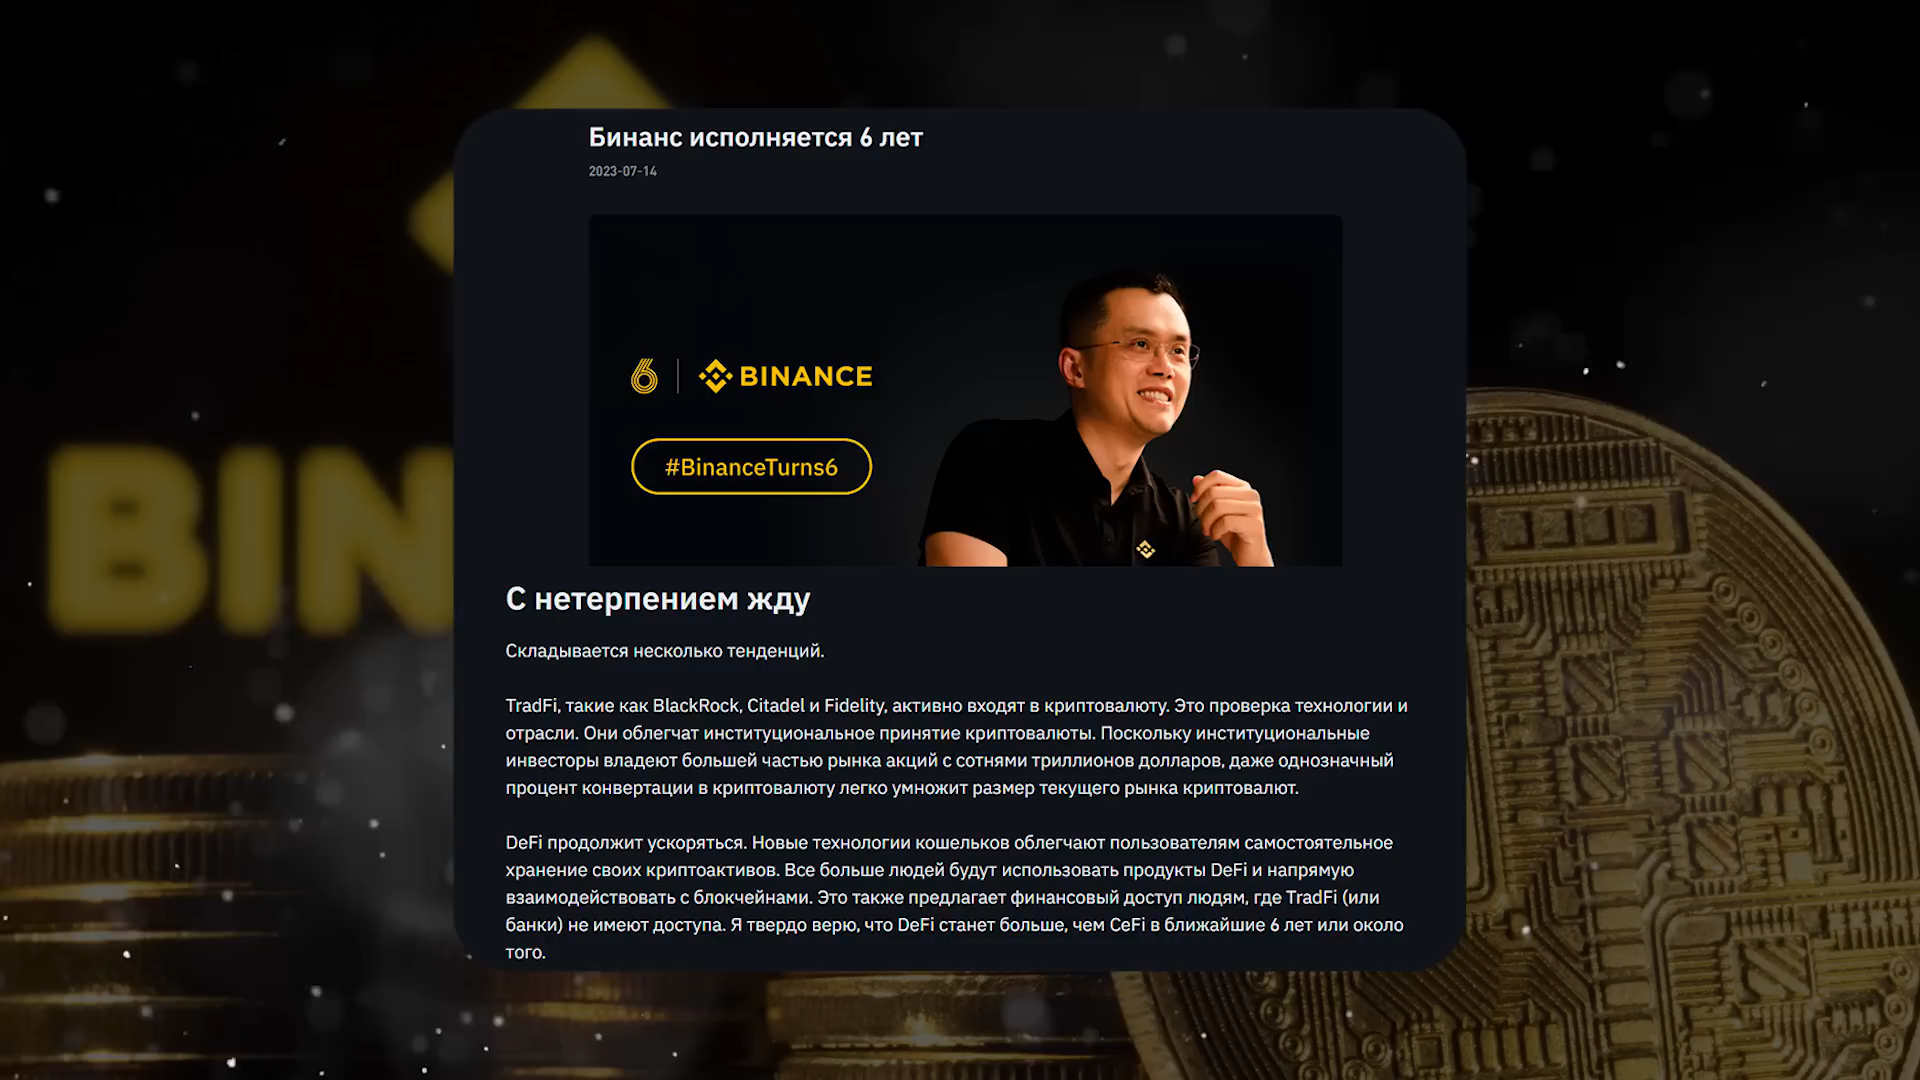 Бинанс исполняется 6 лет
2023-07-14
6 BINANCE
#BinanceTurns6
BIN
С нетерпением жду
Складывается несколько тенденций.
TradFi, такие как BlackRock, Citadel и Fidelity, активно входят в криптовалюту. Это проверка технологии и
отрасли. Они облегчат институциональное принятие криптовалюты. Поскольку институциональные
инвесторы владеют большей частью рынка акций с сотнями триллионов долларов, даже однозначный
процент конвертации в криптовалюту легко умножит размер текущего рынка криптовалют.
DeFi продолжит ускоряться. Новые технологии кошельков облегчают пользователям самостоятельное
хранение своих криптоактивов. Все больше людей будут использовать продукты DeFi и напрямую
взаимодействовать с блокчейнами. Это также предлагает финансовый доступ людям, где TradFi (или
банки) не имеют доступа. Я твердо верю, что DeFi станет больше, чем CeFi в ближайшие 6 лет или около
того.